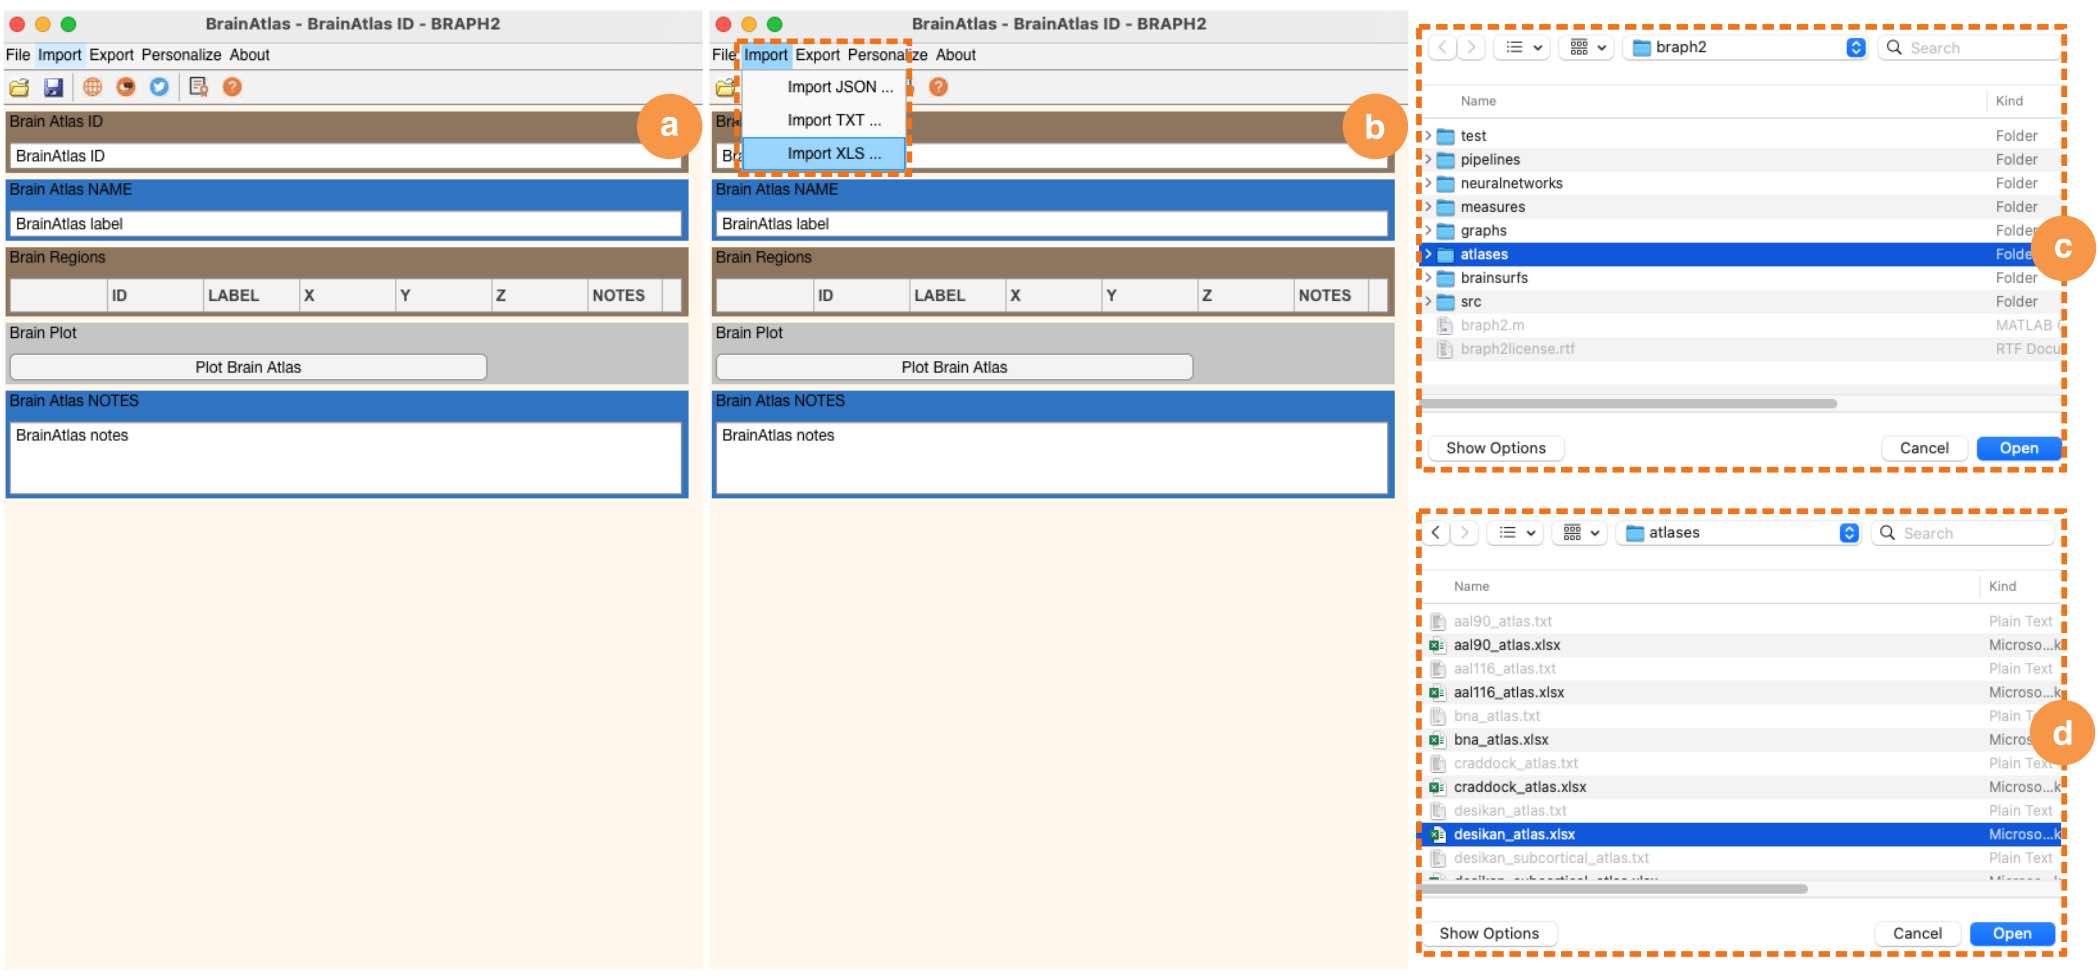 BrainAtlas - BrainAtlas ID - BRAPH2
File Import Export Personalize About
a
Brain Atlas ID
BrainAtlas ID
Brain Atlas NAME
BrainAtlas label
Brain Regions
ID LABEL X Y Z NOTES
Brain Plot
Plot Brain Atlas
Brain Atlas NOTES
BrainAtlas notes
BrainAtlas - BrainAtlas ID - BRAPH2
File Import Export Personalize About
Import JSON ...
Import TXT ...
Import XLS ...
b
Bra
Bra
Brain Atlas NAME
BrainAtlas label
Brain Regions
ID LABEL X Y Z NOTES
Brain Plot
Plot Brain Atlas
Brain Atlas NOTES
BrainAtlas notes
braph2 Search
Name Kind
test Folder
pipelines Folder
neuralnetworks Folder
measures Folder
graphs Folder
atlases Folde
c
brainsurfs Folder
src Folder
braph2.m MATLAB
braph2license.rtf RTF Docu
Show Options Cancel Open
atlases Search
Name Kind
aal90_atlas.txt Plain Text
aal90_atlas.xlsx Microso...k
aal116_atlas.txt Plain Text
aal116_atlas.xlsx Microso...k
bna_atlas.txt Plain T
bna_atlas.xlsx Micros
d
craddock_atlas.txt Plain Text
craddock_atlas.xlsx Microso...k
desikan_atlas.txt Plain Text
desikan_atlas.xlsx Microso...k
desikan_subcortical_atlas.txt Plain Text
Show Options Cancel Open